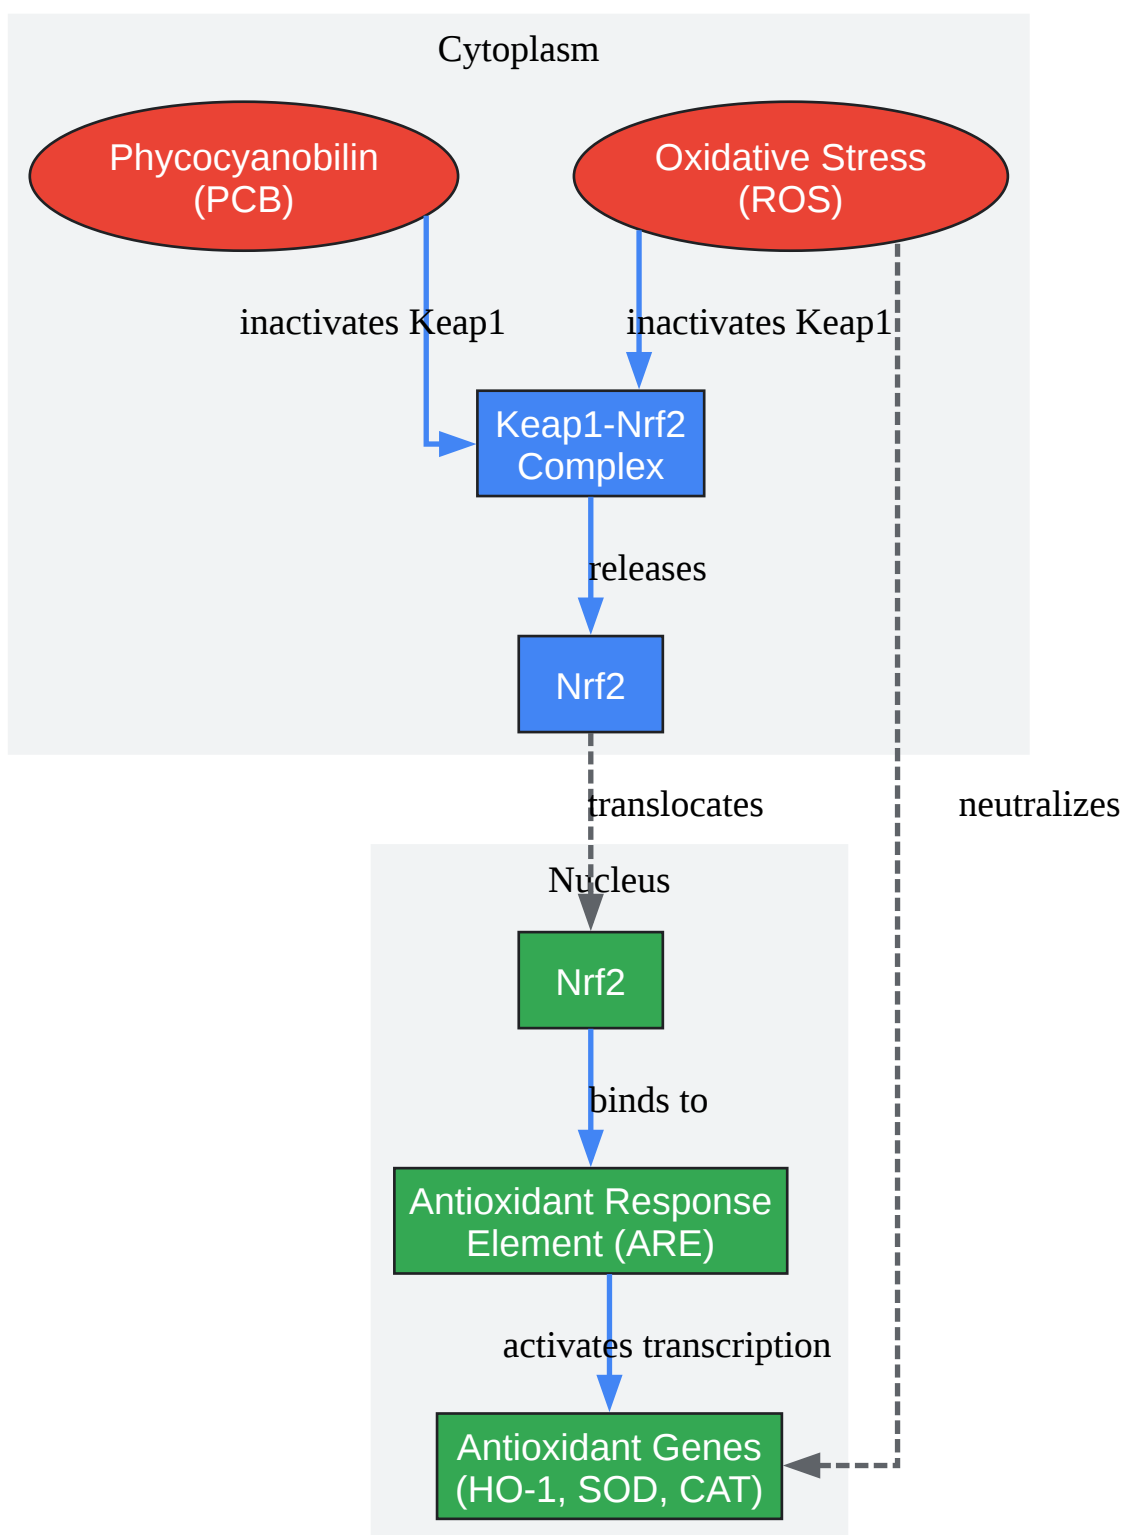 Cytoplasm
Phycocyanobilin
(PCB)
Oxidative Stress
(ROS)
inactivates Keap1
inactivates Keap1
Keap1-Nrf2
Complex
releases
Nrf2
translocates
neutralizes
Nucleus
Nrf2
binds to
Antioxidant Response
Element (ARE)
activates transcription
Antioxidant Genes
(HO-1, SOD, CAT)